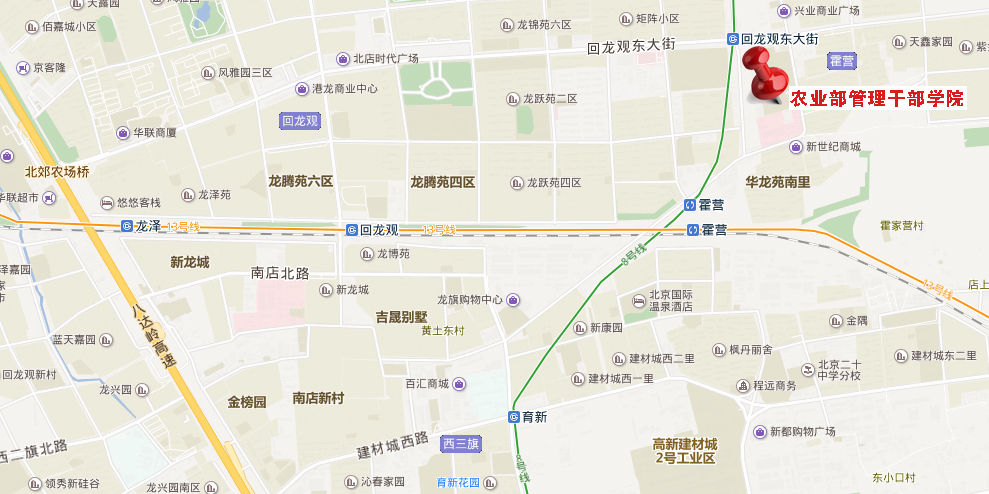 天鑫园
佰嘉城小区
龙锦苑六区
矩阵小区
兴业商业广场
回龙观东大街
回龙观东大街
天鑫家园
紫
京客隆
风雅园三区
北店时代广场
霍营
港龙商业中心
龙跃苑二区
农业部管理干部学院
回龙观
华联商厦
新世纪商城
北郊农场桥
龙腾苑六区
龙腾苑四区
龙跃苑四区
华龙苑南里
华联超市
悠悠客栈
龙泽苑
霍营
龙泽
13号线
回龙观
13号线
霍营
霍家营村
8号线
龙博苑
新龙城
泽嘉园
南店北路
13号线
店上
新龙城
龙旗购物中心
北京国际
温泉酒店
吉晟别墅
黄土东村
新康园
金隅
八达岭高速
蓝天嘉园
枫丹丽舍
建材城西二里
建材城东二里
北京二十
中学分校
回龙观新村
龙兴园
百汇商城
建材城西一里
程远商务
金榜园
南店新村
育新
新都购物广场
建材城西路
西三旗
高新建材城
2号工业区
西二旗北路
8号线
领秀新硅谷
龙兴园南区
沁春家园
育新花园
东小口村